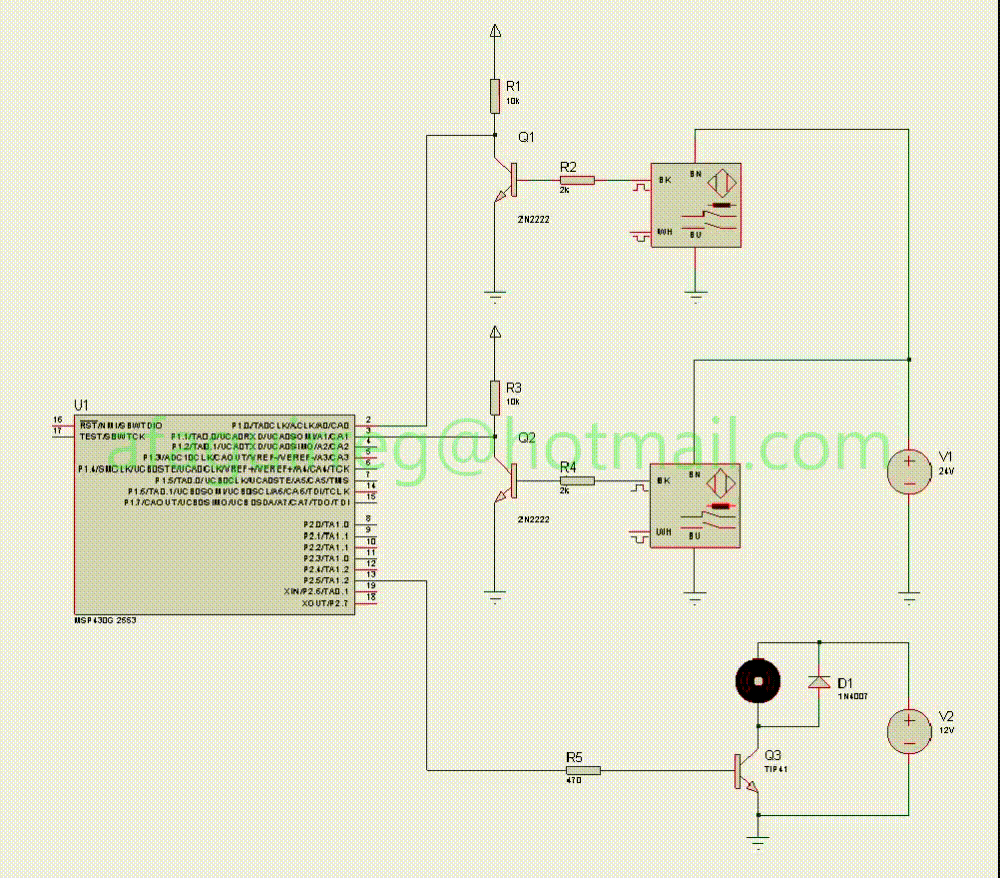 R1
10k
Q1
2N2222
R2
2k
BK
BN
WH
BU
R3
10k
Q2
2N2222
R4
2k
BK
BN
WH
BU
V1
24V
U1
16 RST/NMI/SBWTDIO
17 TEST/SBWTCK
P1.0/TA0CLK/ACLK/A0/CA0 2
P1.1/TA0.0/UCA0RXD/UCA0SOMI/A1/CA1 3
P1.2/TA0.1/UCA0TXD/UCA0SIMO/A2/CA2 4
P1.3/ADC10CLK/CAOUT/VREF-/VEREF-/A3/CA3 5
P1.4/SMCLK/UCB0STE/UCA0CLK/VREF+/VEREF+/A4/CA4/TCK 6
P1.5/TA0.0/UCB0CLK/UCA0STE/A5/CA5/TMS 7
P1.6/TA0.1/UCB0SOMI/UCB0SCL/A6/CA6/TDI/TCLK 14
P1.7/CAOUT/UCB0SIMO/UCB0SDA/A7/CA7/TDO/TDI 15
P2.0/TA1.0 8
P2.1/TA1.1 9
P2.2/TA1.1 10
P2.3/TA1.0 11
P2.4/TA1.2 12
P2.5/TA1.2 13
XIN/P2.6/TA0.1 19
XOUT/P2.7 18
MSP430G2553
D1
1N4007
V2
12V
Q3
TIP41
R5
470